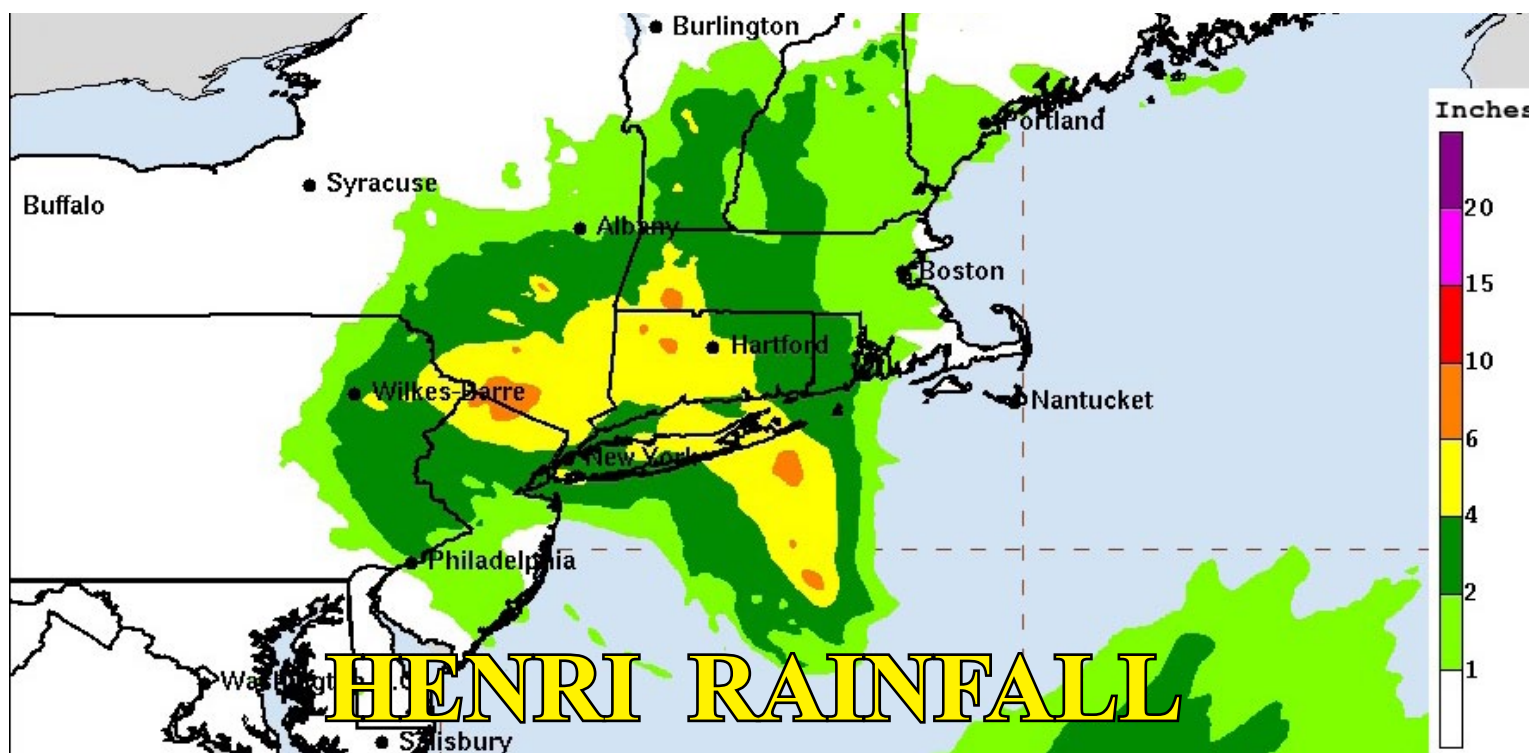 Burlington
Inches
Portland
Syracuse
Buffalo
20
Albany
Boston
15
Hartford
10
Wilkes-Barre
Nantucket
6
New York
4
Philadelphia
2
1
Washington D.C.
HENRI RAINFALL
Salisbury